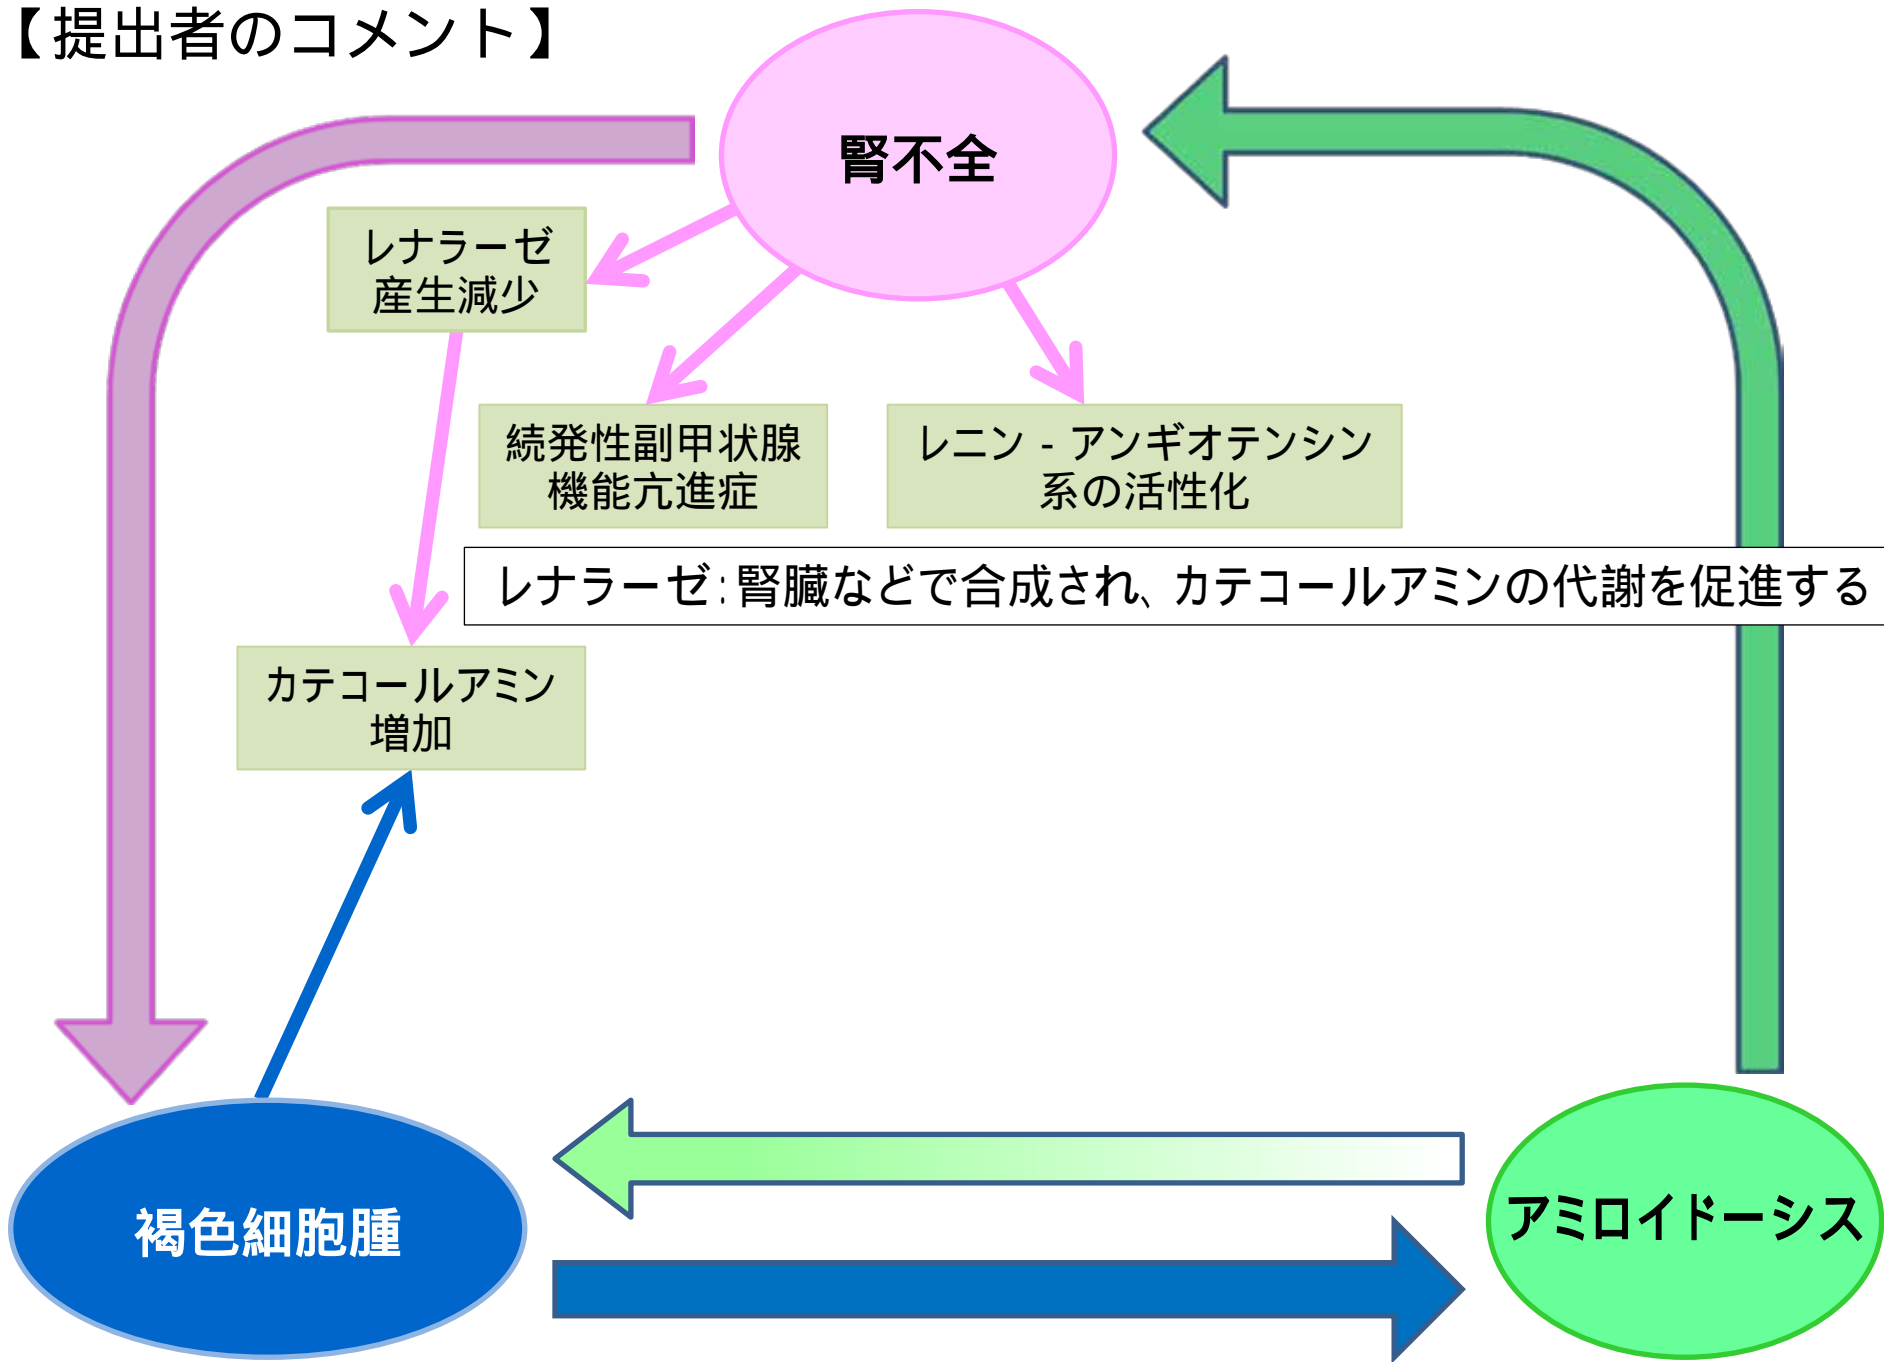 【提出者のコメント】
腎不全
レナラーゼ
産生減少
続発性副甲状腺
機能亢進症
レニン - アンギオテンシン
系の活性化
レナラーゼ：腎臓などで合成され、カテコールアミンの代謝を促進する
カテコールアミン
増加
褐色細胞腫
アミロイドーシス